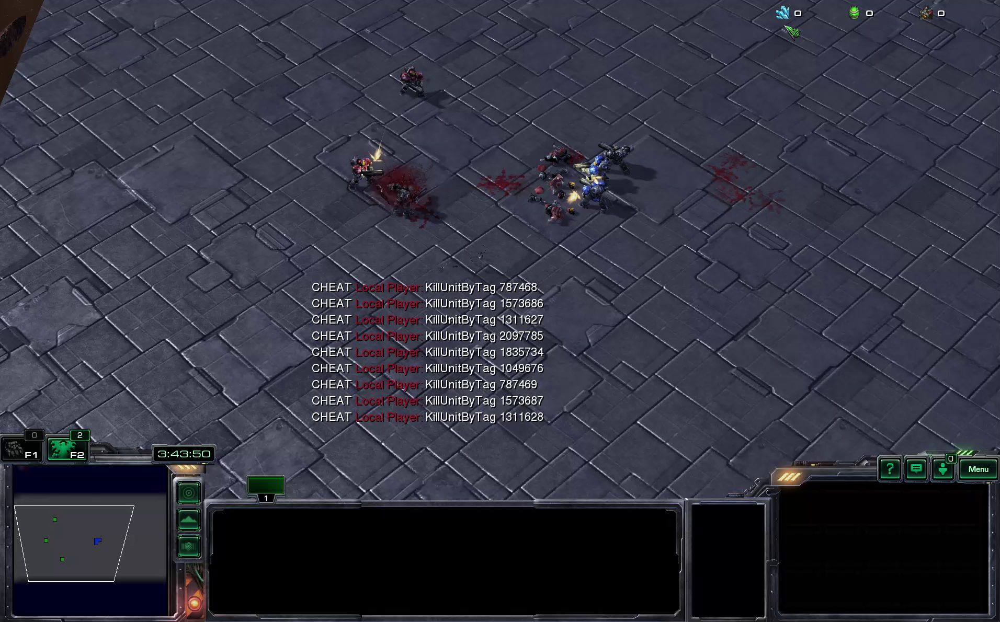 0 0 0
CHEAT Local Player: KillUnitByTag 787468
CHEAT Local Player: KillUnitByTag 1573686
CHEAT Local Player: KillUnitByTag 1311627
CHEAT Local Player: KillUnitByTag 2097785
CHEAT Local Player: KillUnitByTag 1835734
CHEAT Local Player: KillUnitByTag 1049676
CHEAT Local Player: KillUnitByTag 787469
CHEAT Local Player: KillUnitByTag 1573687
CHEAT Local Player: KillUnitByTag 1311628
0 2
F1 F2 3:43:50
0
? Menu
1